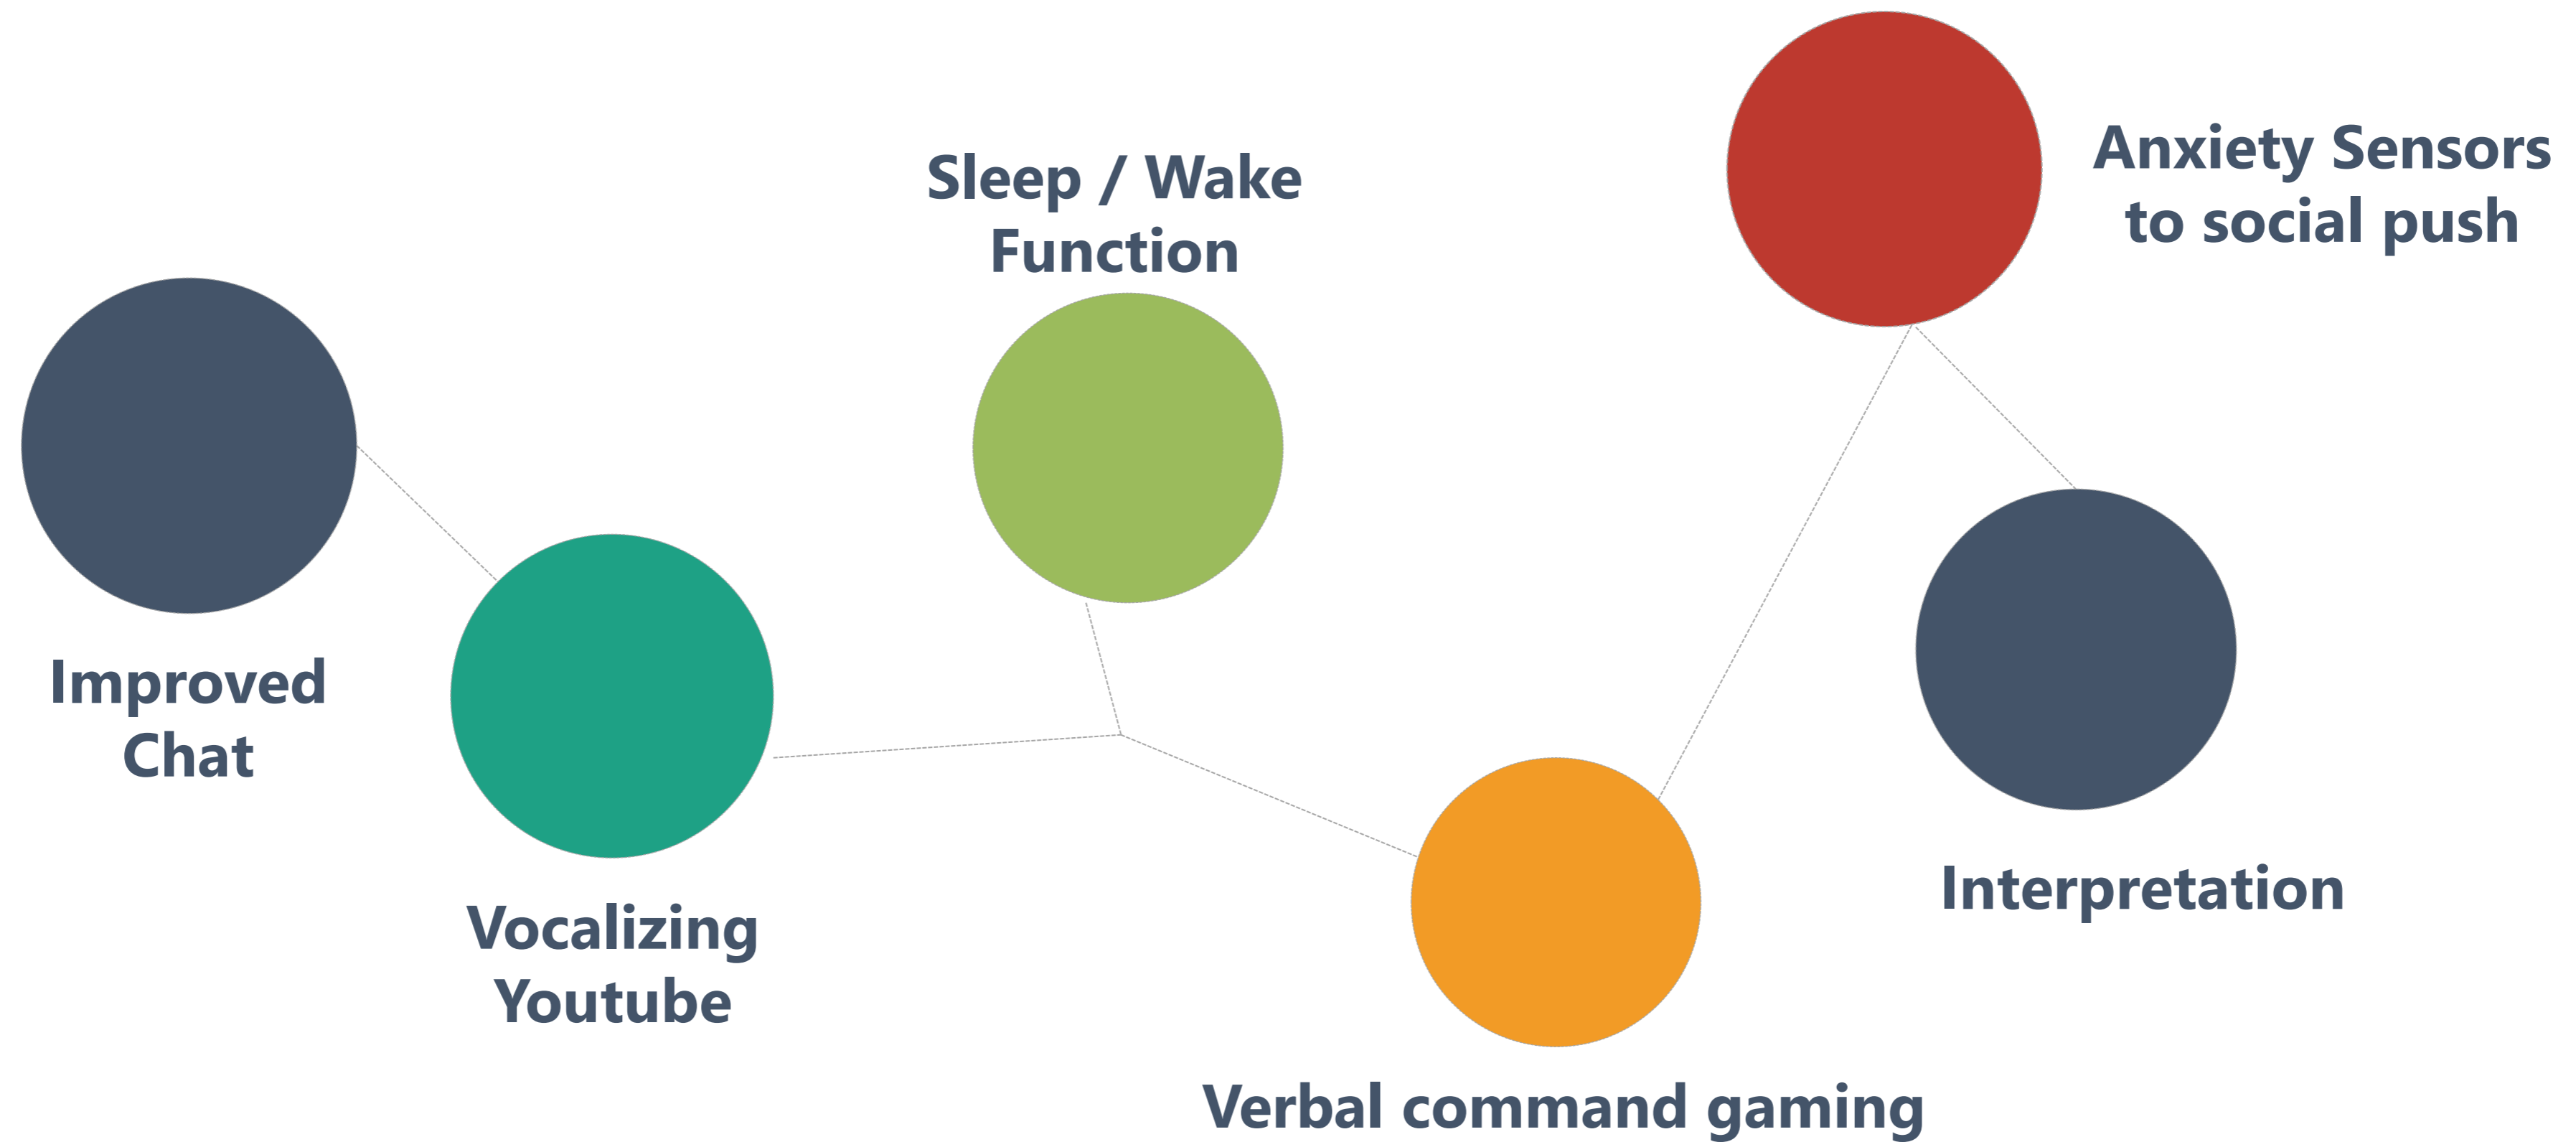 Improved
Chat
Vocalizing
Youtube
Sleep / Wake
Function
Verbal command gaming
Anxiety Sensors
to social push
Interpretation